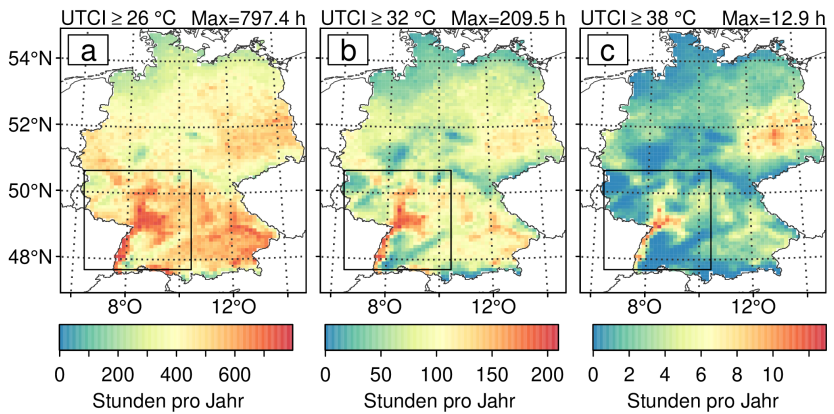 UTCI ≥ 26 °C Max=797.4 h UTCI ≥ 32 °C Max=209.5 h UTCI ≥ 38 °C Max=12.9 h
a b c
54°N
52°N
50°N
48°N
8°O 12°O 8°O 12°O 8°O 12°O
0 200 400 600 0 50 100 150 200 0 2 4 6 8 10
Stunden pro Jahr Stunden pro Jahr Stunden pro Jahr